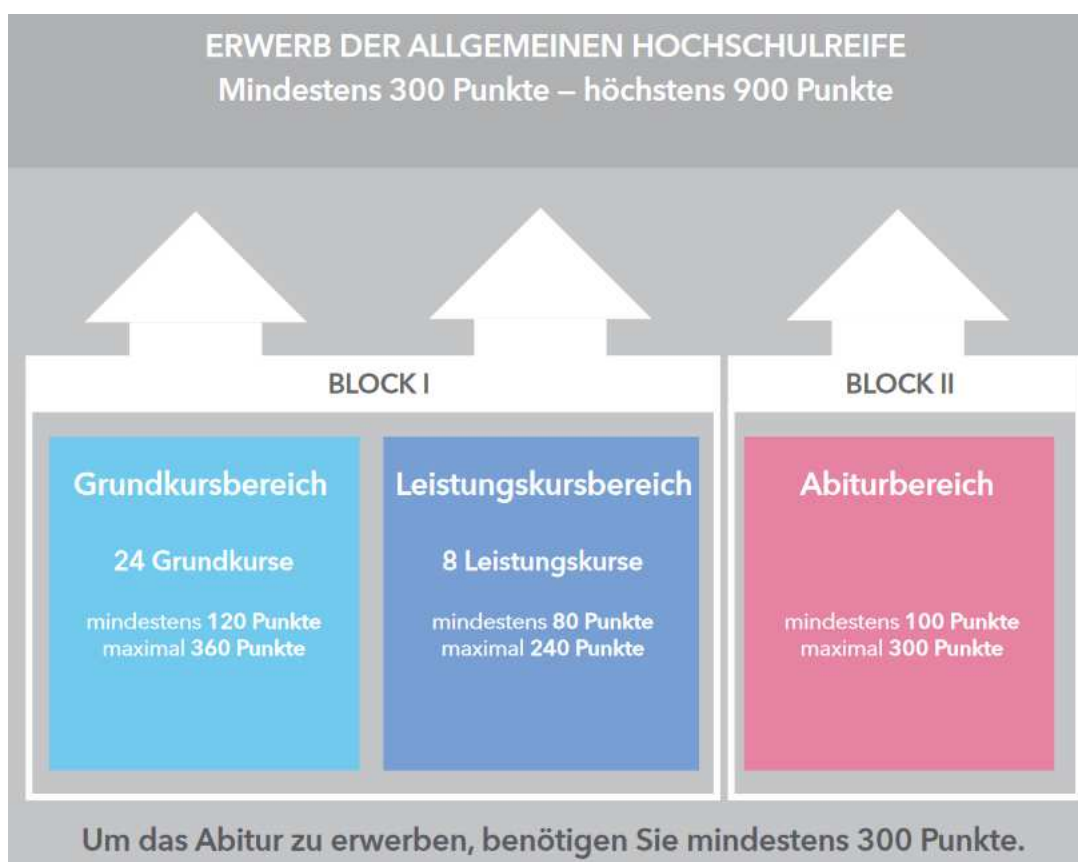 ERWERB DER ALLGEMEINEN HOCHSCHULREIFE
Mindestens 300 Punkte – höchstens 900 Punkte
BLOCK I
Grundkursbereich
24 Grundkurse
mindestens 120 Punkte
maximal 360 Punkte
Leistungskursbereich
8 Leistungskurse
mindestens 80 Punkte
maximal 240 Punkte
BLOCK II
Abiturbereich
mindestens 100 Punkte
maximal 300 Punkte
Um das Abitur zu erwerben, benötigen Sie mindestens 300 Punkte.